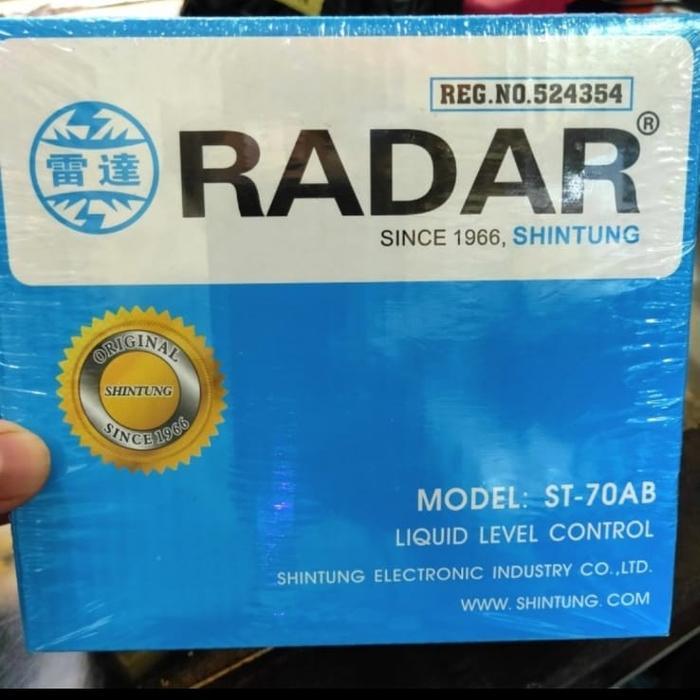 REG.NO.524354
雷達
RADAR®
SINCE 1966, SHINTUNG
ORIGINAL
SHINTUNG
SINCE 1966
MODEL: ST-70AB
LIQUID LEVEL CONTROL
SHINTUNG ELECTRONIC INDUSTRY CO.,LTD.
WWW.SHINTUNG.COM